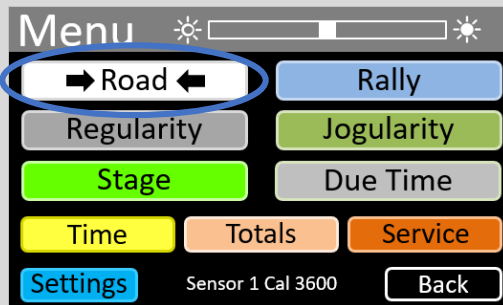 Menu
➡ Road ⬅ Rally
Regularity Jogularity
Stage Due Time
Time Totals Service
Settings Sensor 1 Cal 3600 Back